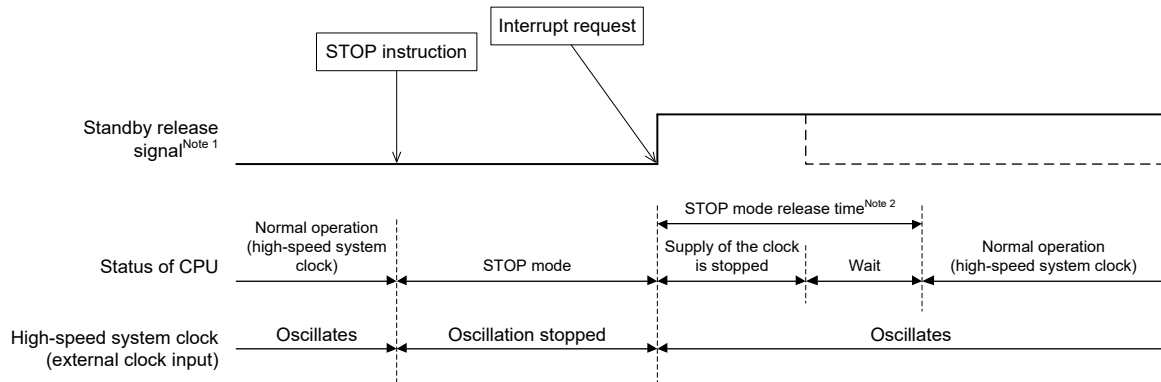 Interrupt request
STOP instruction
Standby release
signalNote 1
STOP mode release timeNote 2
Status of CPU
Normal operation
(high-speed system
clock)
STOP mode
Supply of the clock
is stopped
Wait
Normal operation
(high-speed system clock)
High-speed system clock
(external clock input)
Oscillates
Oscillation stopped
Oscillates